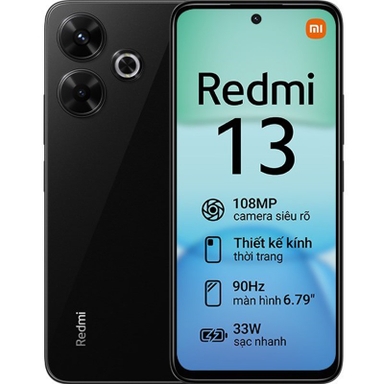 Redmi
13
108MP
camera siêu rõ
Thiết kế kính
thời trang
90Hz
màn hình 6.79"
33W
sạc nhanh
Redmi